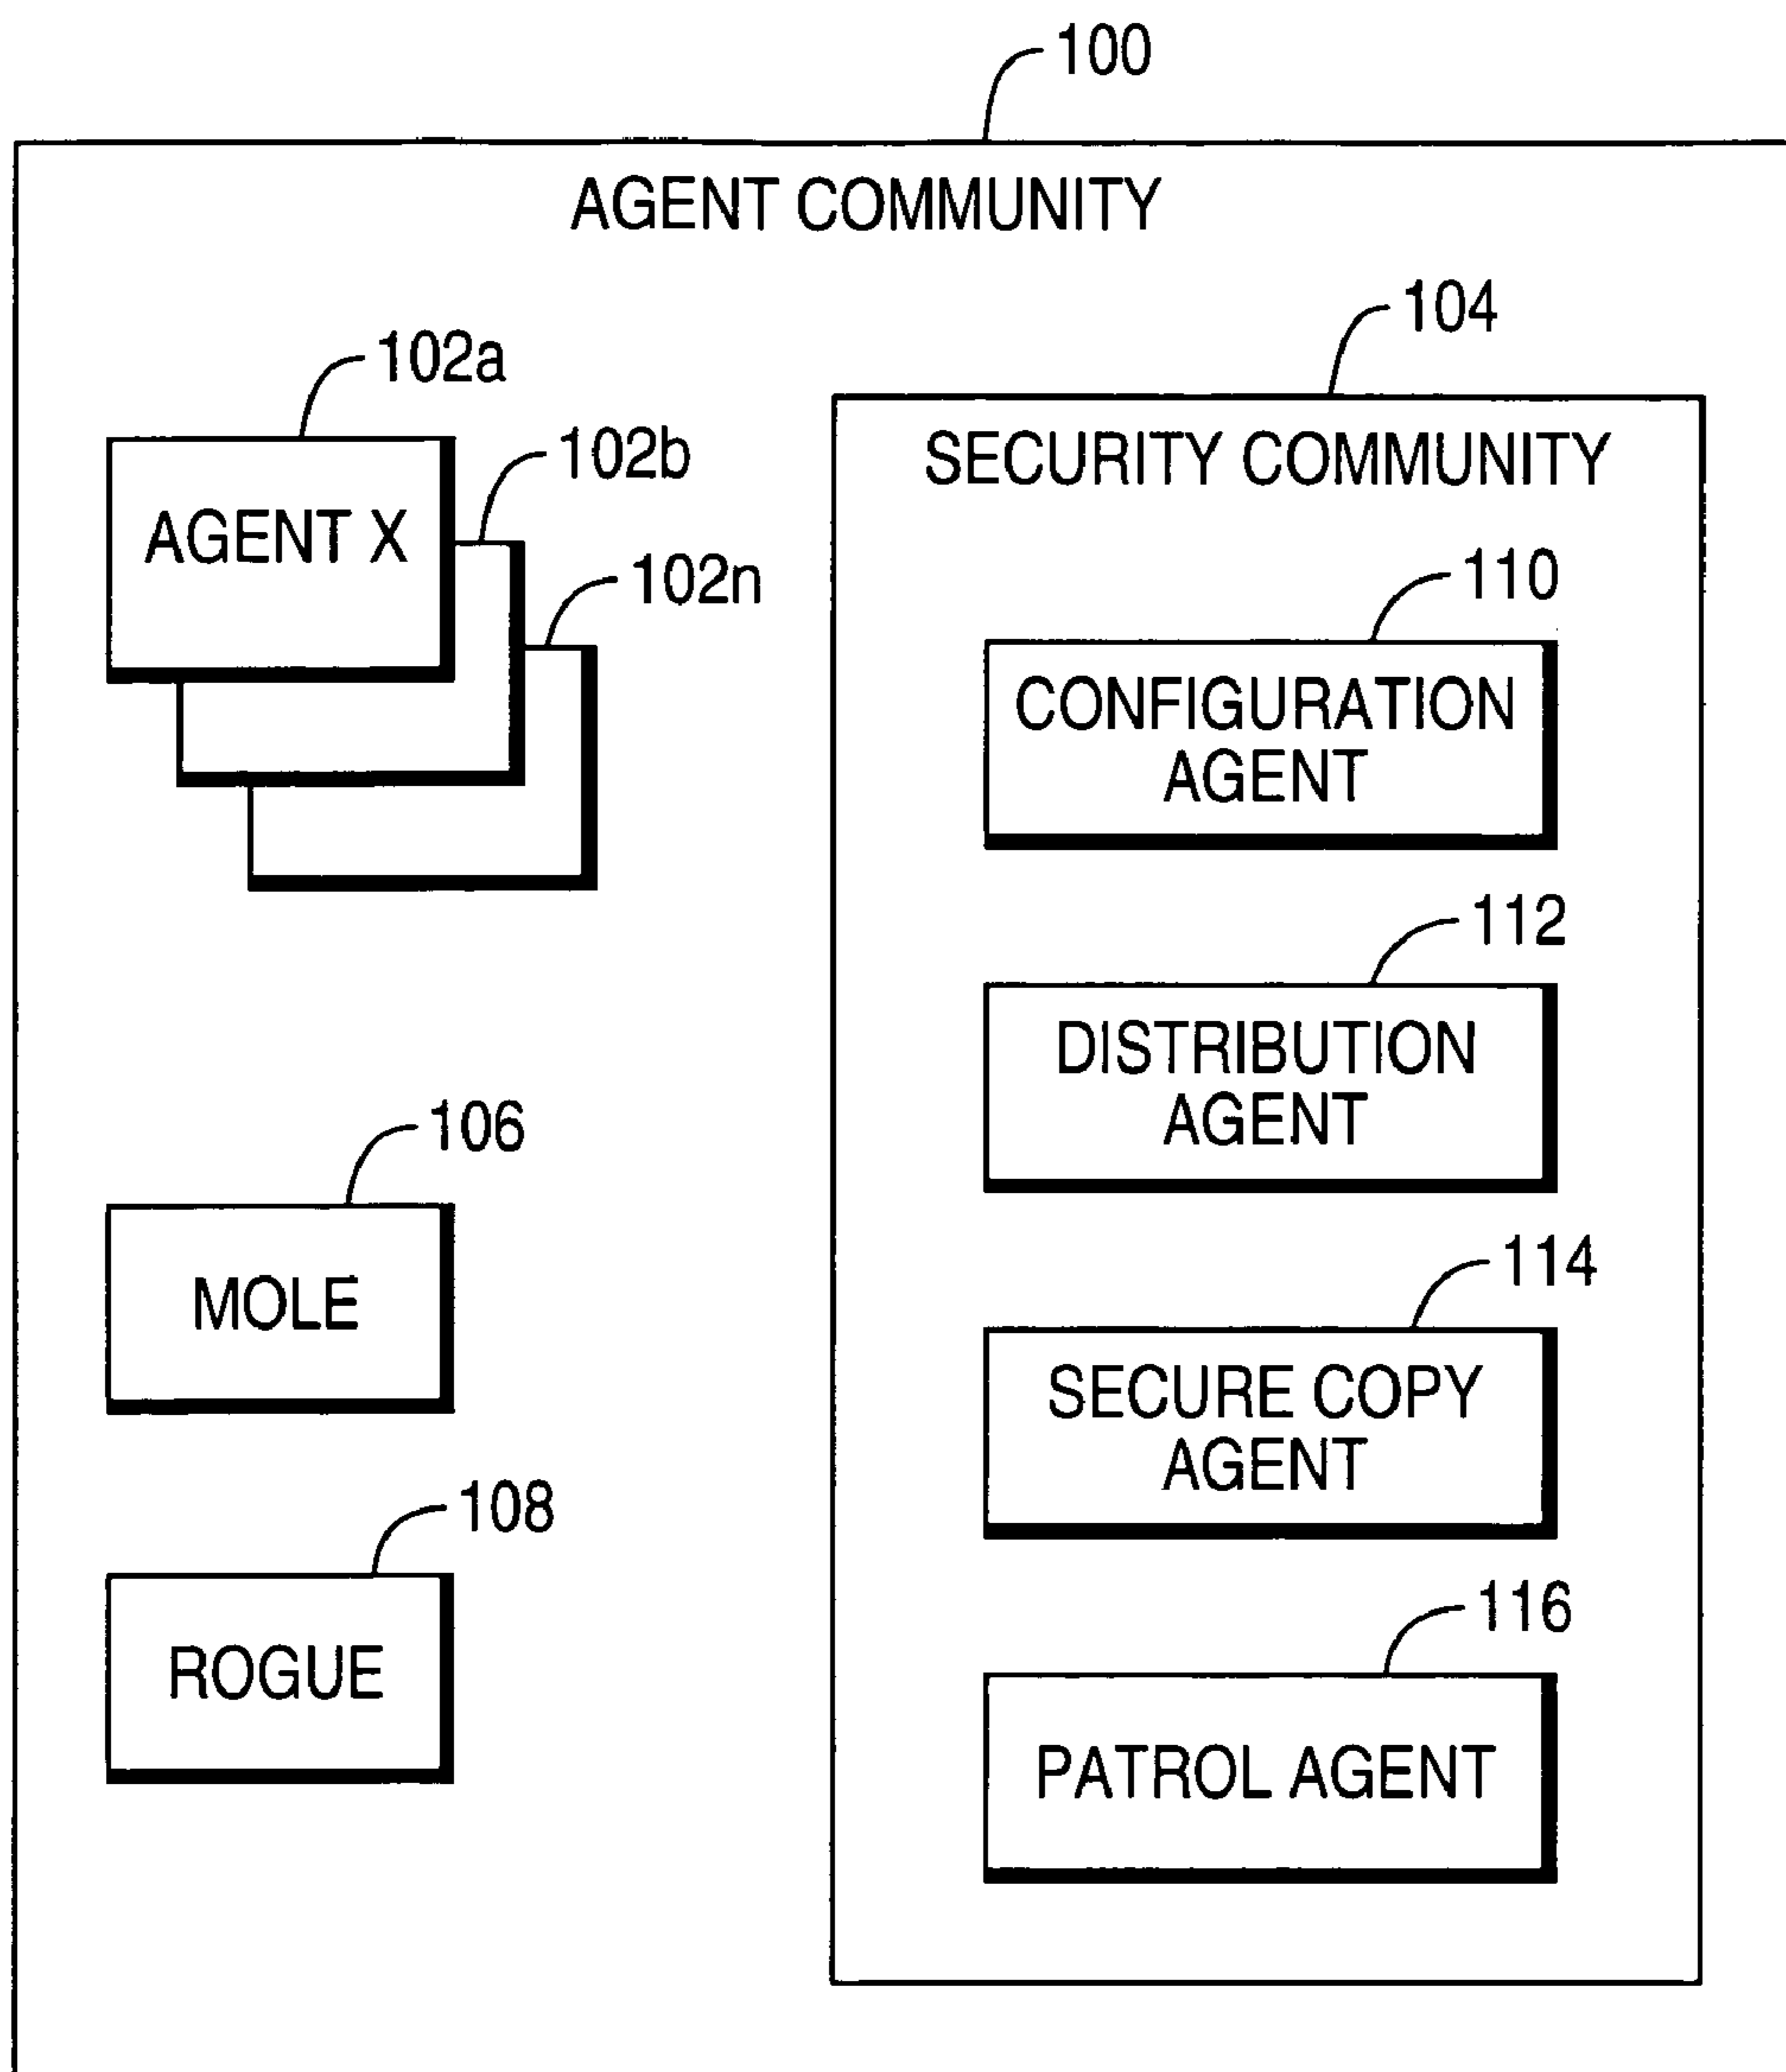 100
AGENT COMMUNITY
104
102a
SECURITY COMMUNITY
102b
AGENT X
102n
110
CONFIGURATION
AGENT
112
DISTRIBUTION
AGENT
106
MOLE
114
SECURE COPY
AGENT
108
ROGUE
116
PATROL AGENT